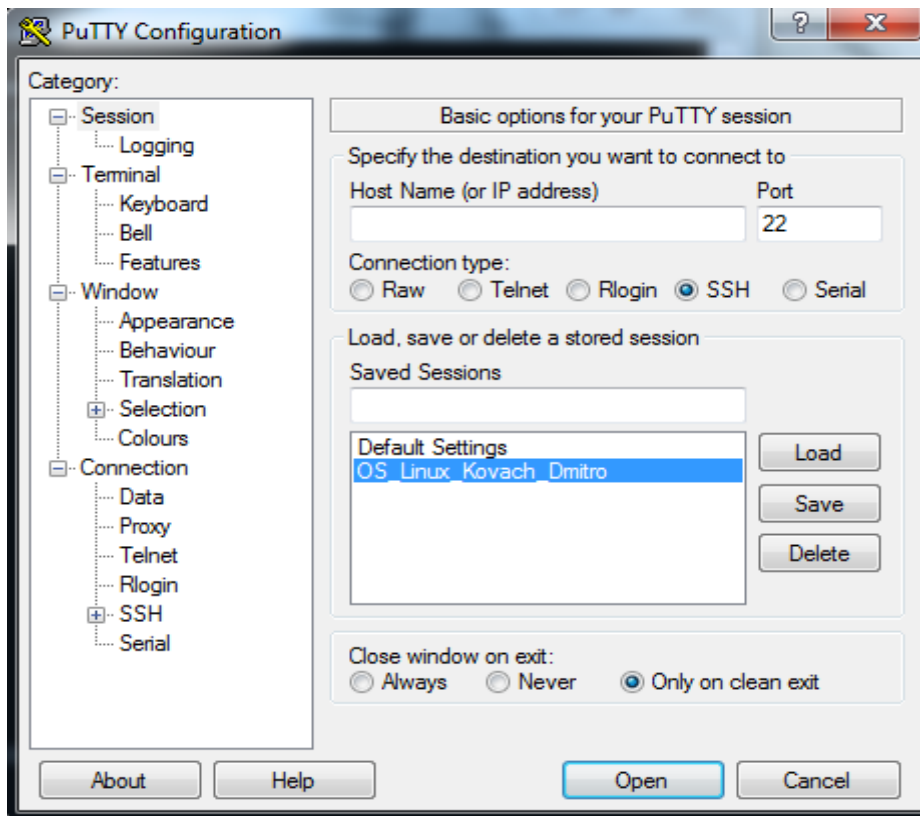 PuTTY Configuration
Category:
Session
Logging
Terminal
Keyboard
Bell
Features
Window
Appearance
Behaviour
Translation
Selection
Colours
Connection
Data
Proxy
Telnet
Rlogin
SSH
Serial
Basic options for your PuTTY session
Specify the destination you want to connect to
Host Name (or IP address) Port
22
Connection type:
Raw Telnet Rlogin SSH Serial
Load, save or delete a stored session
Saved Sessions
Default Settings
OS_Linux_Kovach_Dmitro
Load
Save
Delete
Close window on exit:
Always Never Only on clean exit
About Help Open Cancel